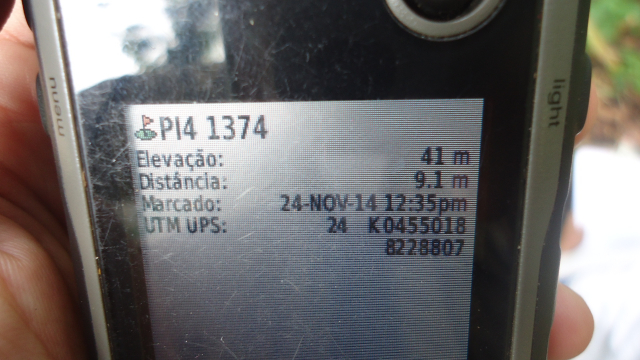 menu
light
PI4 1374
Elevação: 41 m
Distância: 9.1 m
Marcado: 24-NOV-14 12:35pm
UTM UPS: 24 K0455018
8228807